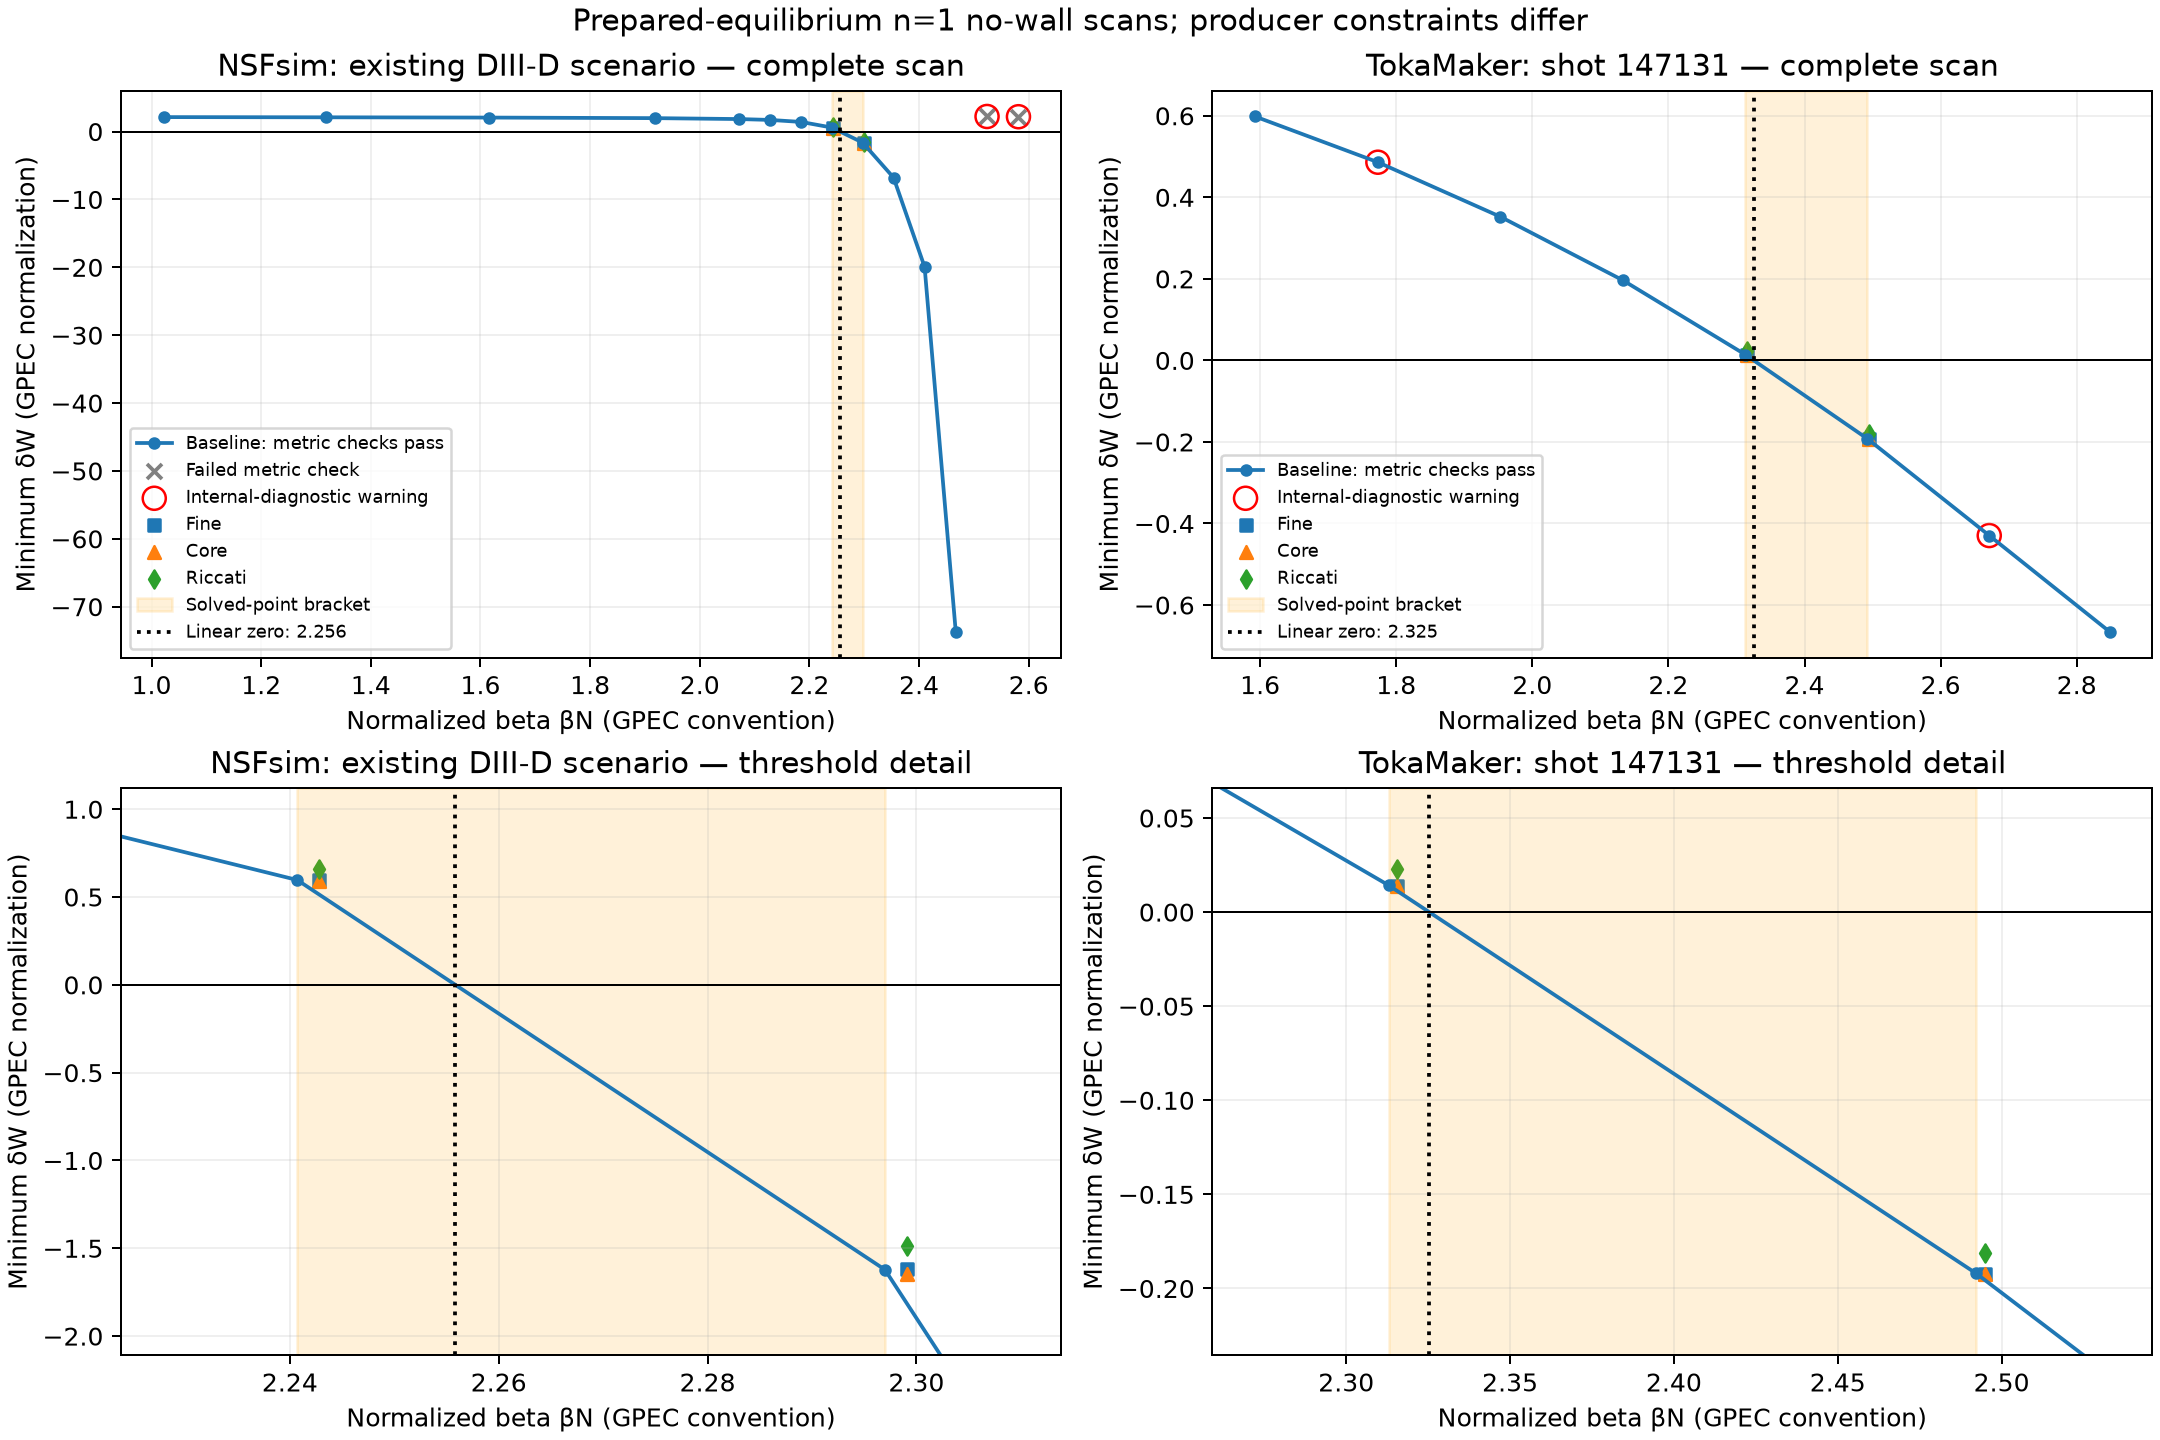 Prepared-equilibrium n=1 no-wall scans; producer constraints differ
NSFsim: existing DIII-D scenario — complete scan
Minimum δW (GPEC normalization)
0
−10
−20
−30
−40
−50
−60
−70
Baseline: metric checks pass
Failed metric check
Internal-diagnostic warning
Fine
Core
Riccati
Solved-point bracket
Linear zero: 2.256
1.0 1.2 1.4 1.6 1.8 2.0 2.2 2.4 2.6
Normalized beta βN (GPEC convention)
TokaMaker: shot 147131 — complete scan
Minimum δW (GPEC normalization)
0.6
0.4
0.2
0.0
−0.2
−0.4
−0.6
Baseline: metric checks pass
Internal-diagnostic warning
Fine
Core
Riccati
Solved-point bracket
Linear zero: 2.325
1.6 1.8 2.0 2.2 2.4 2.6 2.8
Normalized beta βN (GPEC convention)
NSFsim: existing DIII-D scenario — threshold detail
Minimum δW (GPEC normalization)
1.0
0.5
0.0
−0.5
−1.0
−1.5
−2.0
2.24 2.26 2.28 2.30
Normalized beta βN (GPEC convention)
TokaMaker: shot 147131 — threshold detail
Minimum δW (GPEC normalization)
0.05
0.00
−0.05
−0.10
−0.15
−0.20
2.30 2.35 2.40 2.45 2.50
Normalized beta βN (GPEC convention)